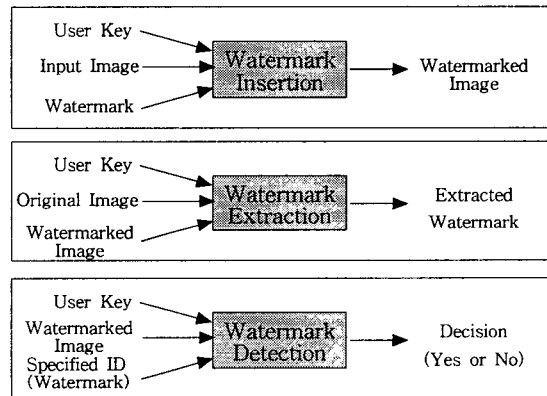 User Key
Input Image
Watermark
Watermark
Insertion
Watermarked
Image
User Key
Original Image
Watermarked
Image
Watermark
Extraction
Extracted
Watermark
User Key
Watermarked
Image
Specified ID
(Watermark)
Watermark
Detection
Decision
(Yes or No)